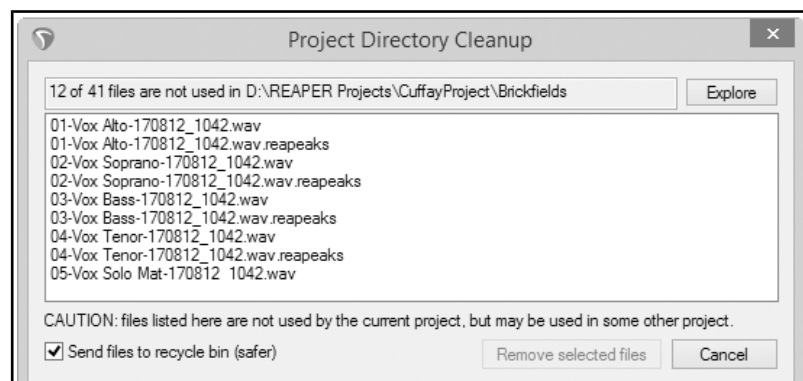 Project Directory Cleanup
12 of 41 files are not used in D:\REAPER Projects\CuffayProject\Brickfields
Explore
01-Vox Alto-170812_1042.wav
01-Vox Alto-170812_1042.wav.reapeaks
02-Vox Soprano-170812_1042.wav
02-Vox Soprano-170812_1042.wav.reapeaks
03-Vox Bass-170812_1042.wav
03-Vox Bass-170812_1042.wav.reapeaks
04-Vox Tenor-170812_1042.wav
04-Vox Tenor-170812_1042.wav.reapeaks
05-Vox Solo Mat-170812 1042.wav
CAUTION: files listed here are not used by the current project, but may be used in some other project.
Send files to recycle bin (safer)
Remove selected files
Cancel